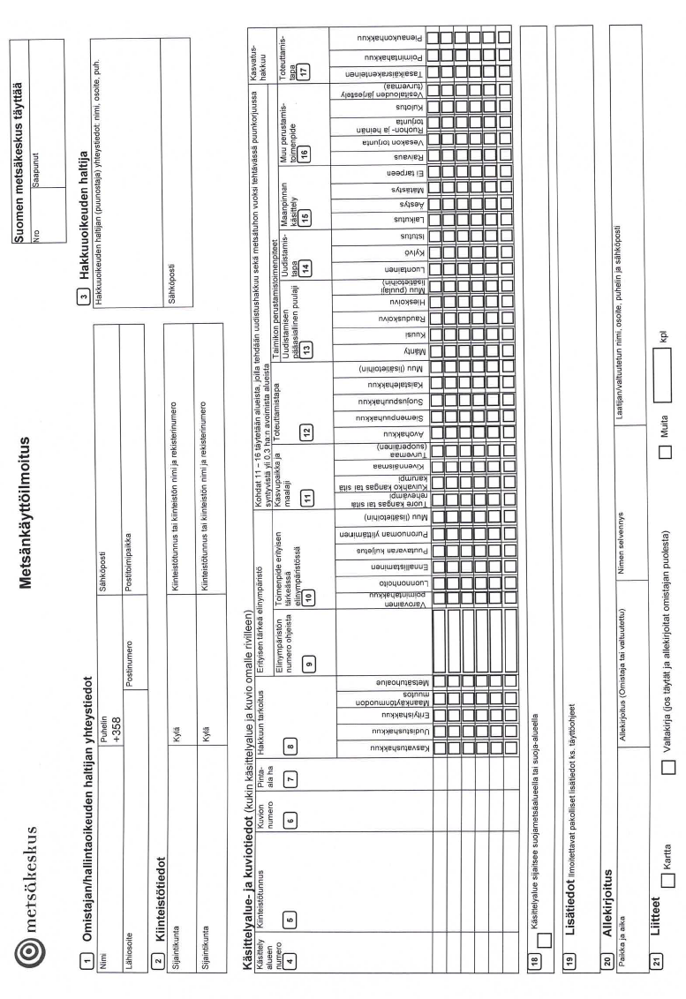 metsäkeskus
Metsänkäyttöilmoitus
Suomen metsäkeskus täyttää
Nro
Saapunut
1 Omistajan/hallintaoikeuden haltijan yhteystiedot
Nimi
Puhelin
+358
Sähköposti
Lähiosoite
Postinumero
Postitoimipaikka
2 Kiinteistötiedot
Sijaintikunta
Kylä
Kiinteistötunnus tai kiinteistön nimi ja rekisterinumero
Sijaintikunta
Kylä
Kiinteistötunnus tai kiinteistön nimi ja rekisterinumero
3 Hakkuuoikeuden haltija
Hakkuuoikeuden haltijan (puunostaja) yhteystiedot: nimi, osoite, puh.
Sähköposti
Käsittelyalue- ja kuviotiedot (kukin käsittelyalue ja kuvio omalle rivilleen)
Käsittely
alueen
numero
4
Kiinteistötunnus
5
Kuvion
numero
6
Pinta-
ala ha
7
Hakkuun tarkoitus
8
Kasvatushakkuu
Uudistushakkuu
Erityishakkuu
Maankäytönmuodon
muutos
Metsätuhoalue
Erityisen tärkeä elinympäristö
Elinympäristön
numero ohjeista
9
Toimenpide erityisen
tärkeässä
elinympäristössä
10
Varovainen
poimintahakkuu
Luonnonhoito
Ennallistaminen
Puutavaran kuljetus
Puronuoman ylittäminen
Muu (lisätietoihin)
Kohdat 11 – 16 täytetään alueista, joilla tehdään uudistushakkuu sekä metsätuhon vuoksi tehtävässä puunkorjuussa
syntyvistä yli 0,3 ha:n avoimista alueista
Kasvupaikka ja
maalaji
11
Tuore kangas tai sitä
rehevämpi
Kuivahko kangas tai sitä
karumpi
Kivennäismaa
Turvemaa
(suoperäinen)
Toteuttamistapa
12
Avohakkuu
Siemenpuuhakkuu
Suojuspuuhakkuu
Kaistalehakkuu
Muu (lisätietoihin)
Taimikon perustamistoimenpiteet
Uudistamisen
pääasiallinen puulaji
13
Mänty
Kuusi
Rauduskoivu
Hieskoivu
Muu (puulaji
lisätietoihin)
Uudistamis-
tapa
14
Luontainen
Kylvö
Istutus
Maanpinnan
käsittely
15
Laikutus
Äestys
Mätästys
Ei tarpeen
Muu perustamis-
toimenpide
16
Raivaus
Vesakon torjunta
Ruohon- ja heinän
torjunta
Kulotus
Vesitalouden järjestely
(turvemaa)
Kasvatus-
hakkuu
Toteuttamis-
tapa
17
Tasaikäisrakenteinen
Poimintahakkuu
Pienaukonhakkuu
18 Käsittelyalue sijaitsee suojametsäalueella tai suoja-alueella
19 Lisätiedot Ilmoitettavat pakolliset lisätiedot ks. täyttöohjeet
20 Allekirjoitus
Paikka ja aika
Allekirjoitus (Omistaja tai valtuutettu)
Nimen selvennys
Laatijan/valtuutetun nimi, osoite, puhelin ja sähköposti
21 Liitteet
Kartta
Valtakirja (jos täytät ja allekirjoitat omistajan puolesta)
Muita
kpl